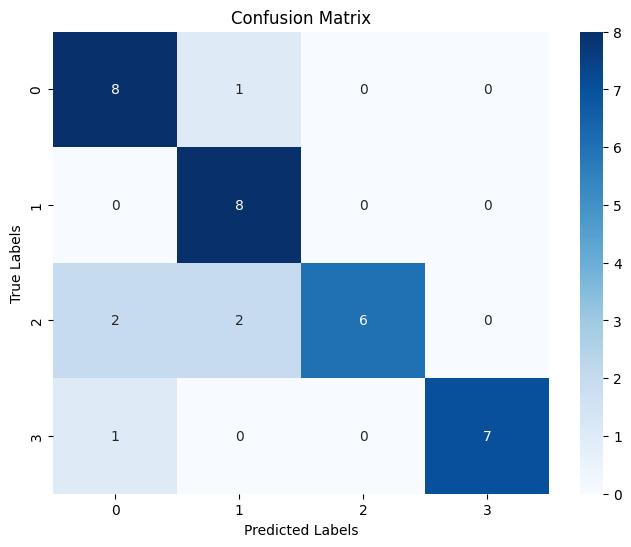 Confusion Matrix
True Labels
0 8 1 0 0
1 0 8 0 0
2 2 2 6 0
3 1 0 0 7
0 1 2 3
Predicted Labels
8
7
6
5
4
3
2
1
0